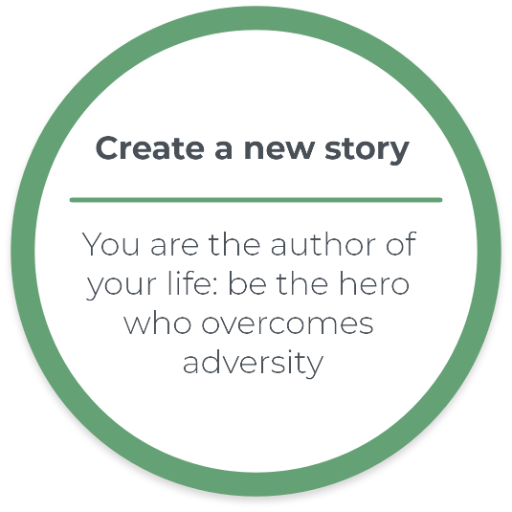 Create a new story
You are the author of
your life: be the hero
who overcomes
adversity